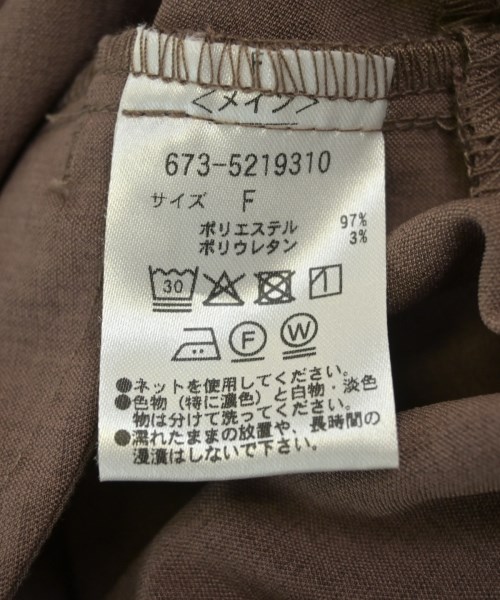 <メイン>
673-5219310
サイズ F
ポリエステル 97%
ポリウレタン 3%
30
F W
●ネットを使用してください。
●色物（特に濃色）と白物・淡色
物は分けて洗ってください。
●濡れたままの放置や、長時間の
浸漬はしないで下さい。